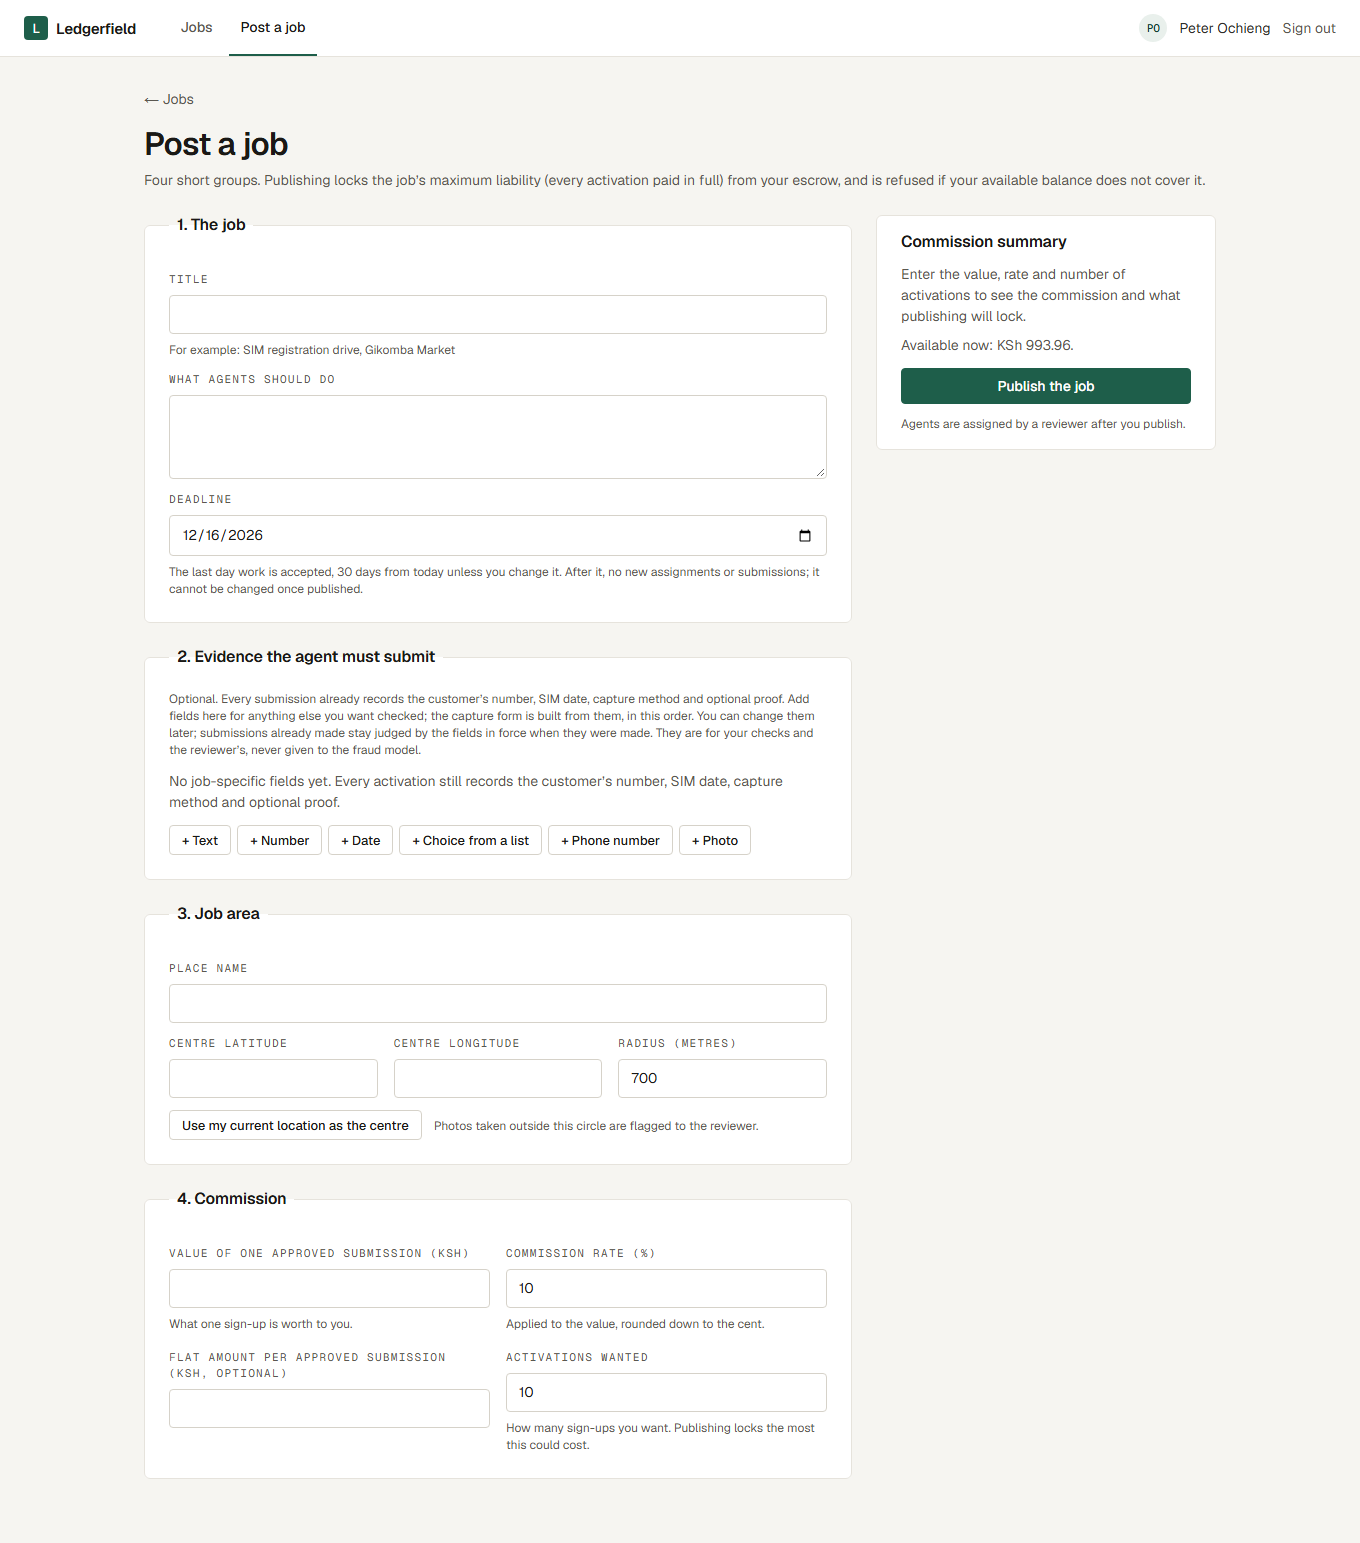 L Ledgerfield Jobs Post a job PO Peter Ochieng Sign out
← Jobs
Post a job
Four short groups. Publishing locks the job's maximum liability (every activation paid in full) from your escrow, and is refused if your available balance does not cover it.
1. The job
TITLE
For example: SIM registration drive, Gikomba Market
WHAT AGENTS SHOULD DO
DEADLINE
12/16/2026
The last day work is accepted, 30 days from today unless you change it. After it, no new assignments or submissions; it
cannot be changed once published.
Commission summary
Enter the value, rate and number of
activations to see the commission and what
publishing will lock.
Available now: KSh 993.96.
Publish the job
Agents are assigned by a reviewer after you publish.
2. Evidence the agent must submit
Optional. Every submission already records the customer's number, SIM date, capture method and optional proof. Add
fields here for anything else you want checked; the capture form is built from them, in this order. You can change them
later; submissions already made stay judged by the fields in force when they were made. They are for your checks and
the reviewer's, never given to the fraud model.
No job-specific fields yet. Every activation still records the customer's number, SIM date, capture
method and optional proof.
+ Text + Number + Date + Choice from a list + Phone number + Photo
3. Job area
PLACE NAME
CENTRE LATITUDE CENTRE LONGITUDE RADIUS (METRES)
700
Use my current location as the centre Photos taken outside this circle are flagged to the reviewer.
4. Commission
VALUE OF ONE APPROVED SUBMISSION (KSH) COMMISSION RATE (%)
10
What one sign-up is worth to you. Applied to the value, rounded down to the cent.
FLAT AMOUNT PER APPROVED SUBMISSION
(KSH, OPTIONAL)
ACTIVATIONS WANTED
10
How many sign-ups you want. Publishing locks the most
this could cost.